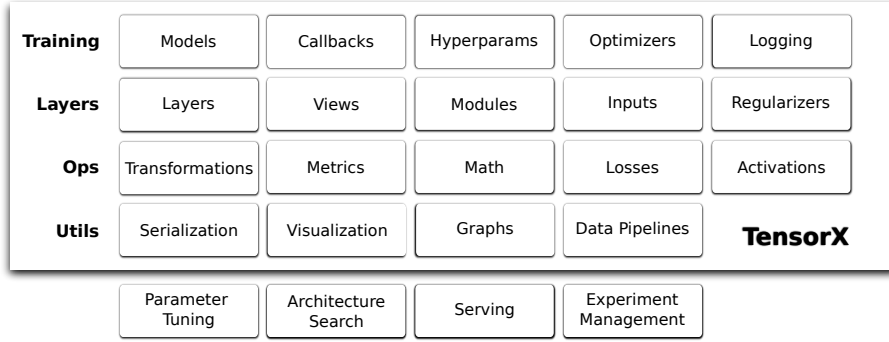 Training Models Callbacks Hyperparams Optimizers Logging
Layers Layers Views Modules Inputs Regularizers
Ops Transformations Metrics Math Losses Activations
Utils Serialization Visualization Graphs Data Pipelines TensorX
Parameter
Tuning
Architecture
Search
Serving
Experiment
Management